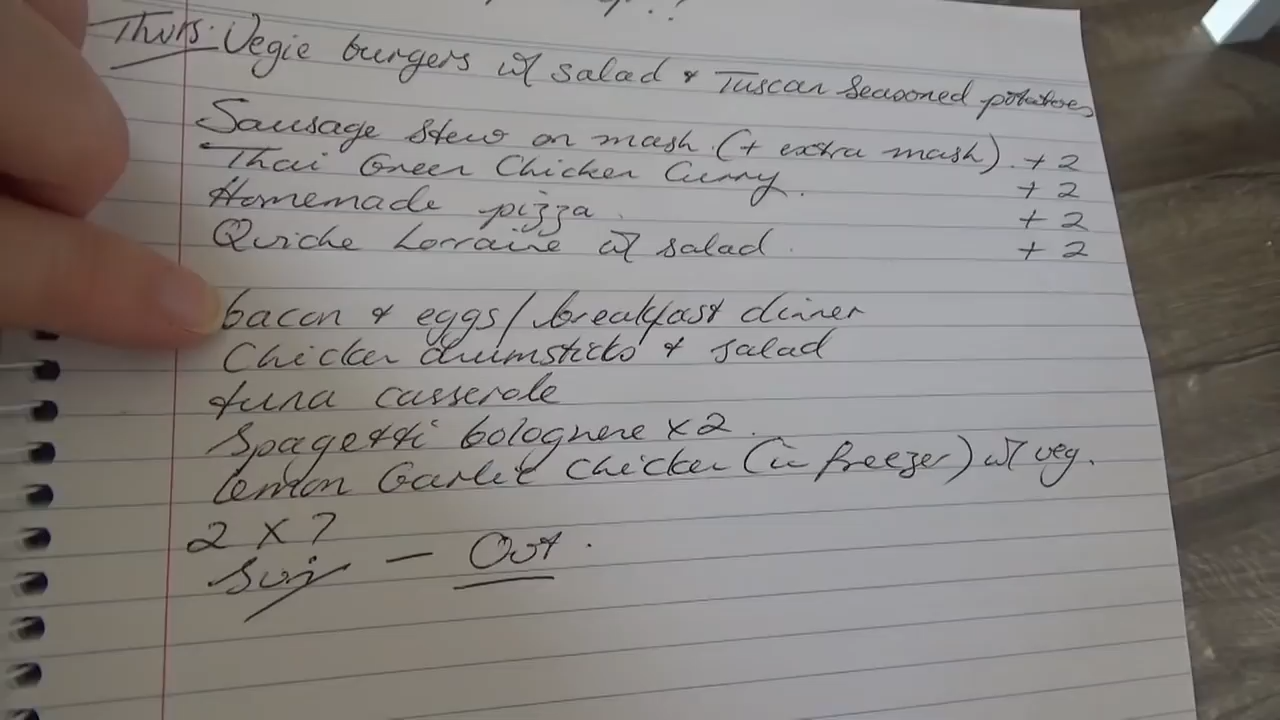 Thurs: Vegie burgers w/ salad & Tuscan Seasoned potatoes
Sausage stew on mash (+ extra mash). + 2
Thai Green Chicken Curry. + 2
Homemade pizza. + 2
Quiche Lorraine w/ salad. + 2
bacon & eggs/breakfast dinner
Chicken drumsticks & salad
tuna casserole
Spagetti bolognese x 2.
Lemon Garlic Chicken (in freezer) w/ veg.
2 x ?
— Out.